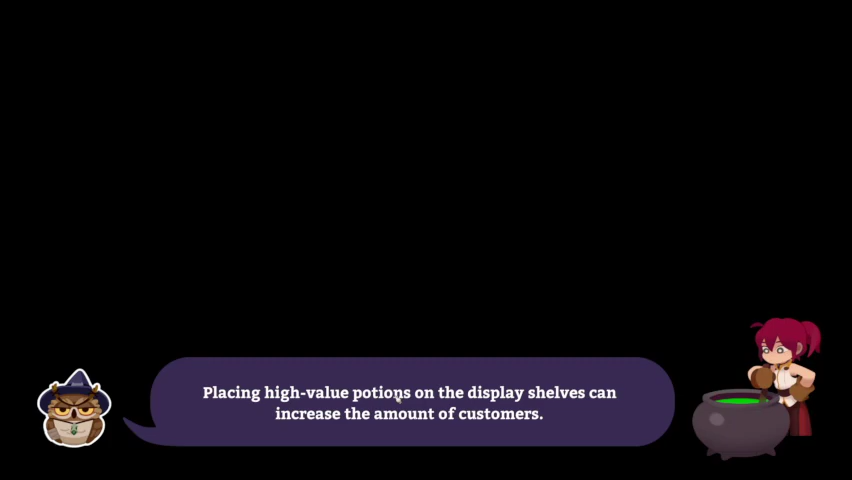 Placing high-value potions on the display shelves can
increase the amount of customers.